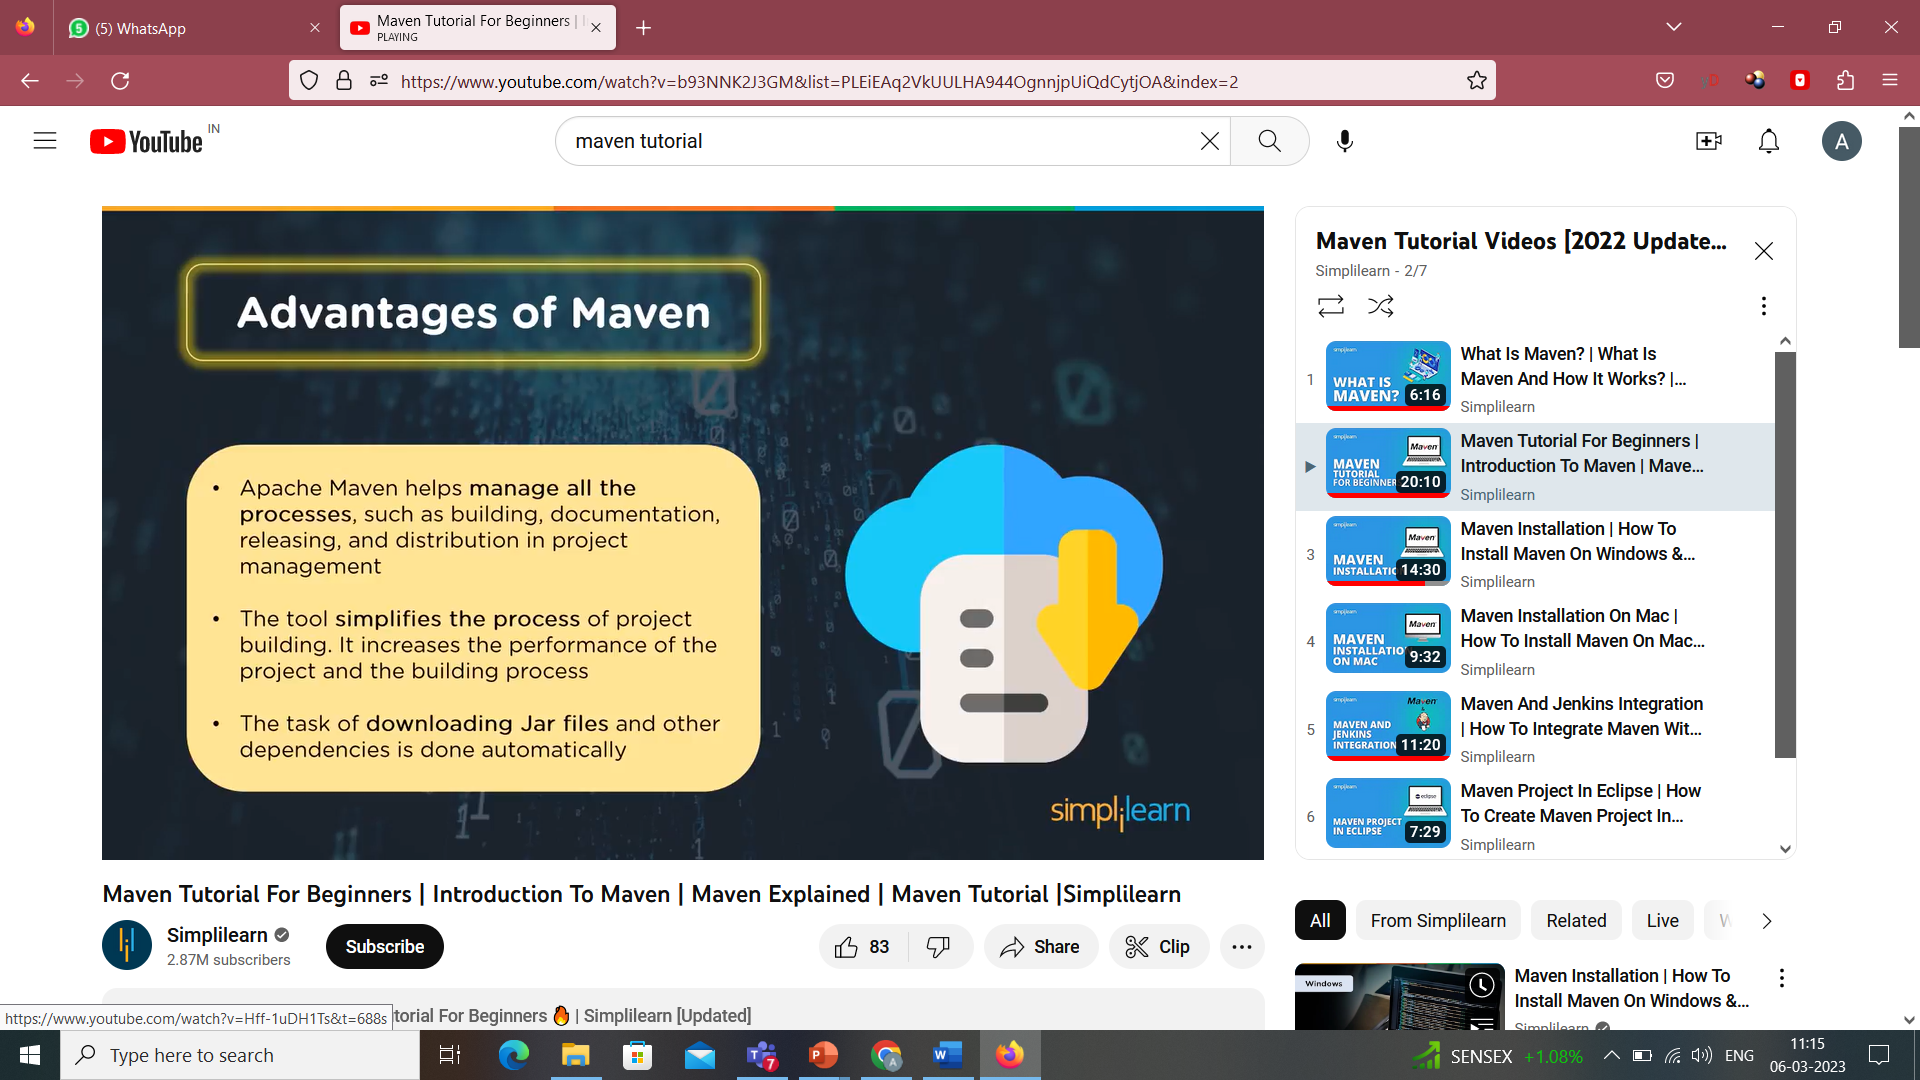 5
(5) WhatsApp
Maven Tutorial For Beginners |
PLAYING
https://www.youtube.com/watch?v=b93NNK2J3GM&list=PLEiEAq2VkUULHA944OgnnjpUiQdCytjOA&index=2
YouTube IN
maven tutorial
A
Advantages of Maven
• Apache Maven helps manage all the
processes, such as building, documentation,
releasing, and distribution in project
management
• The tool simplifies the process of project
building. It increases the performance of the
project and the building process
• The task of downloading Jar files and other
dependencies is done automatically
simplilearn
Maven Tutorial Videos [2022 Update...
Simplilearn - 2/7
1
WHAT IS
MAVEN?
6:16
What Is Maven? | What Is
Maven And How It Works? |...
Simplilearn
Maven
MAVEN
TUTORIAL
FOR BEGINNER
20:10
Maven Tutorial For Beginners |
Introduction To Maven | Mave...
Simplilearn
3
Maven
MAVEN
INSTALLATIO
14:30
Maven Installation | How To
Install Maven On Windows &...
Simplilearn
4
Maven
MAVEN
INSTALLATIO
ON MAC
9:32
Maven Installation On Mac |
How To Install Maven On Mac...
Simplilearn
5
Maven
MAVEN AND
JENKINS
INTEGRATION
11:20
Maven And Jenkins Integration
| How To Integrate Maven Wit...
Simplilearn
6
eclipse
MAVEN PROJECT
IN ECLIPSE
7:29
Maven Project In Eclipse | How
To Create Maven Project In...
Simplilearn
Maven Tutorial For Beginners | Introduction To Maven | Maven Explained | Maven Tutorial |Simplilearn
Simplilearn
2.87M subscribers
Subscribe
83
Share
Clip
All
From Simplilearn
Related
Live
Windows
Maven Installation | How To
Install Maven On Windows &...
Simplilearn
torial For Beginners 🔥 | Simplilearn [Updated]
https://www.youtube.com/watch?v=Hff-1uDH1Ts&t=688s
Type here to search
7
SENSEX +1.08%
ENG
11:15
06-03-2023